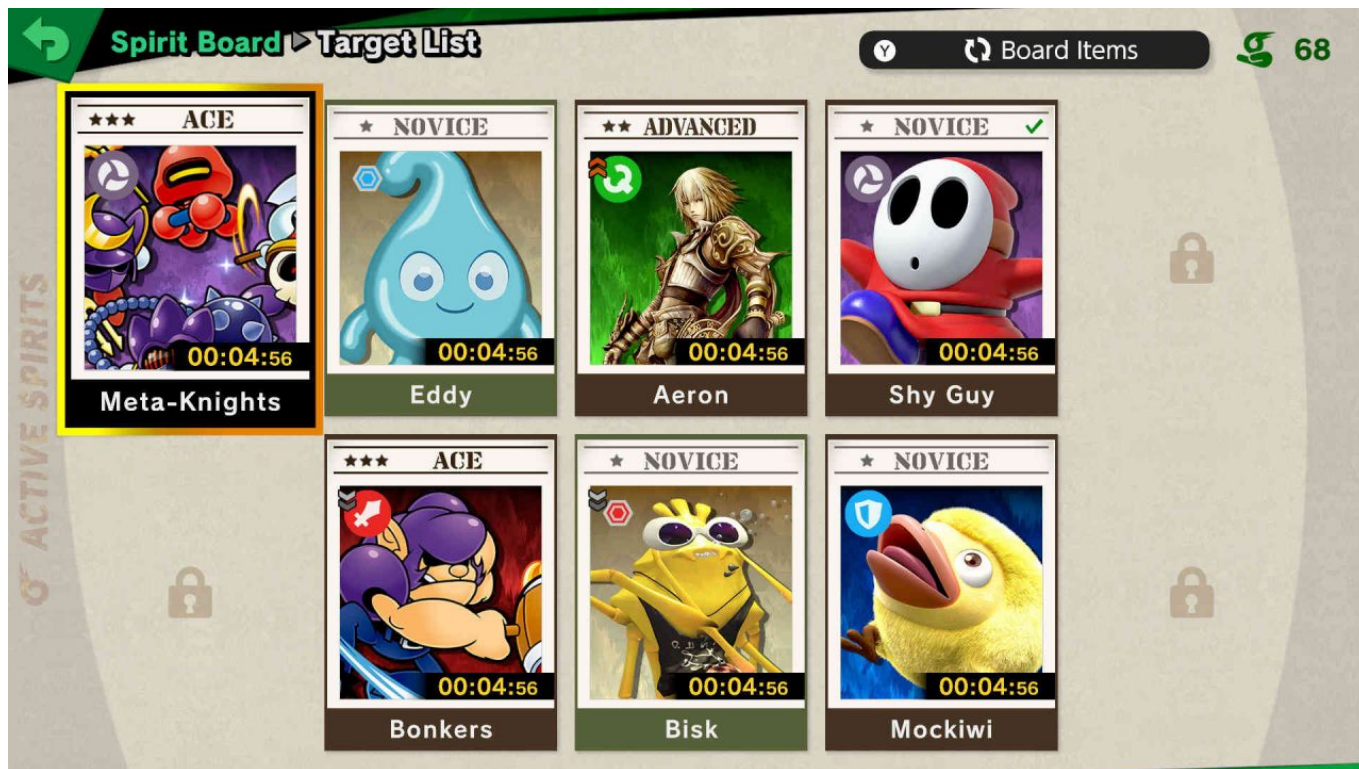 Spirit Board ▷ Target List
Y Board Items
68
★★★ ACE
00:04:56
Meta-Knights
★ NOVICE
00:04:56
Eddy
★★ ADVANCED
00:04:56
Aeron
★ NOVICE ✓
00:04:56
Shy Guy
ACTIVE SPIRITS
★★★ ACE
00:04:56
Bonkers
★ NOVICE
00:04:56
Bisk
★ NOVICE
00:04:56
Mockiwi